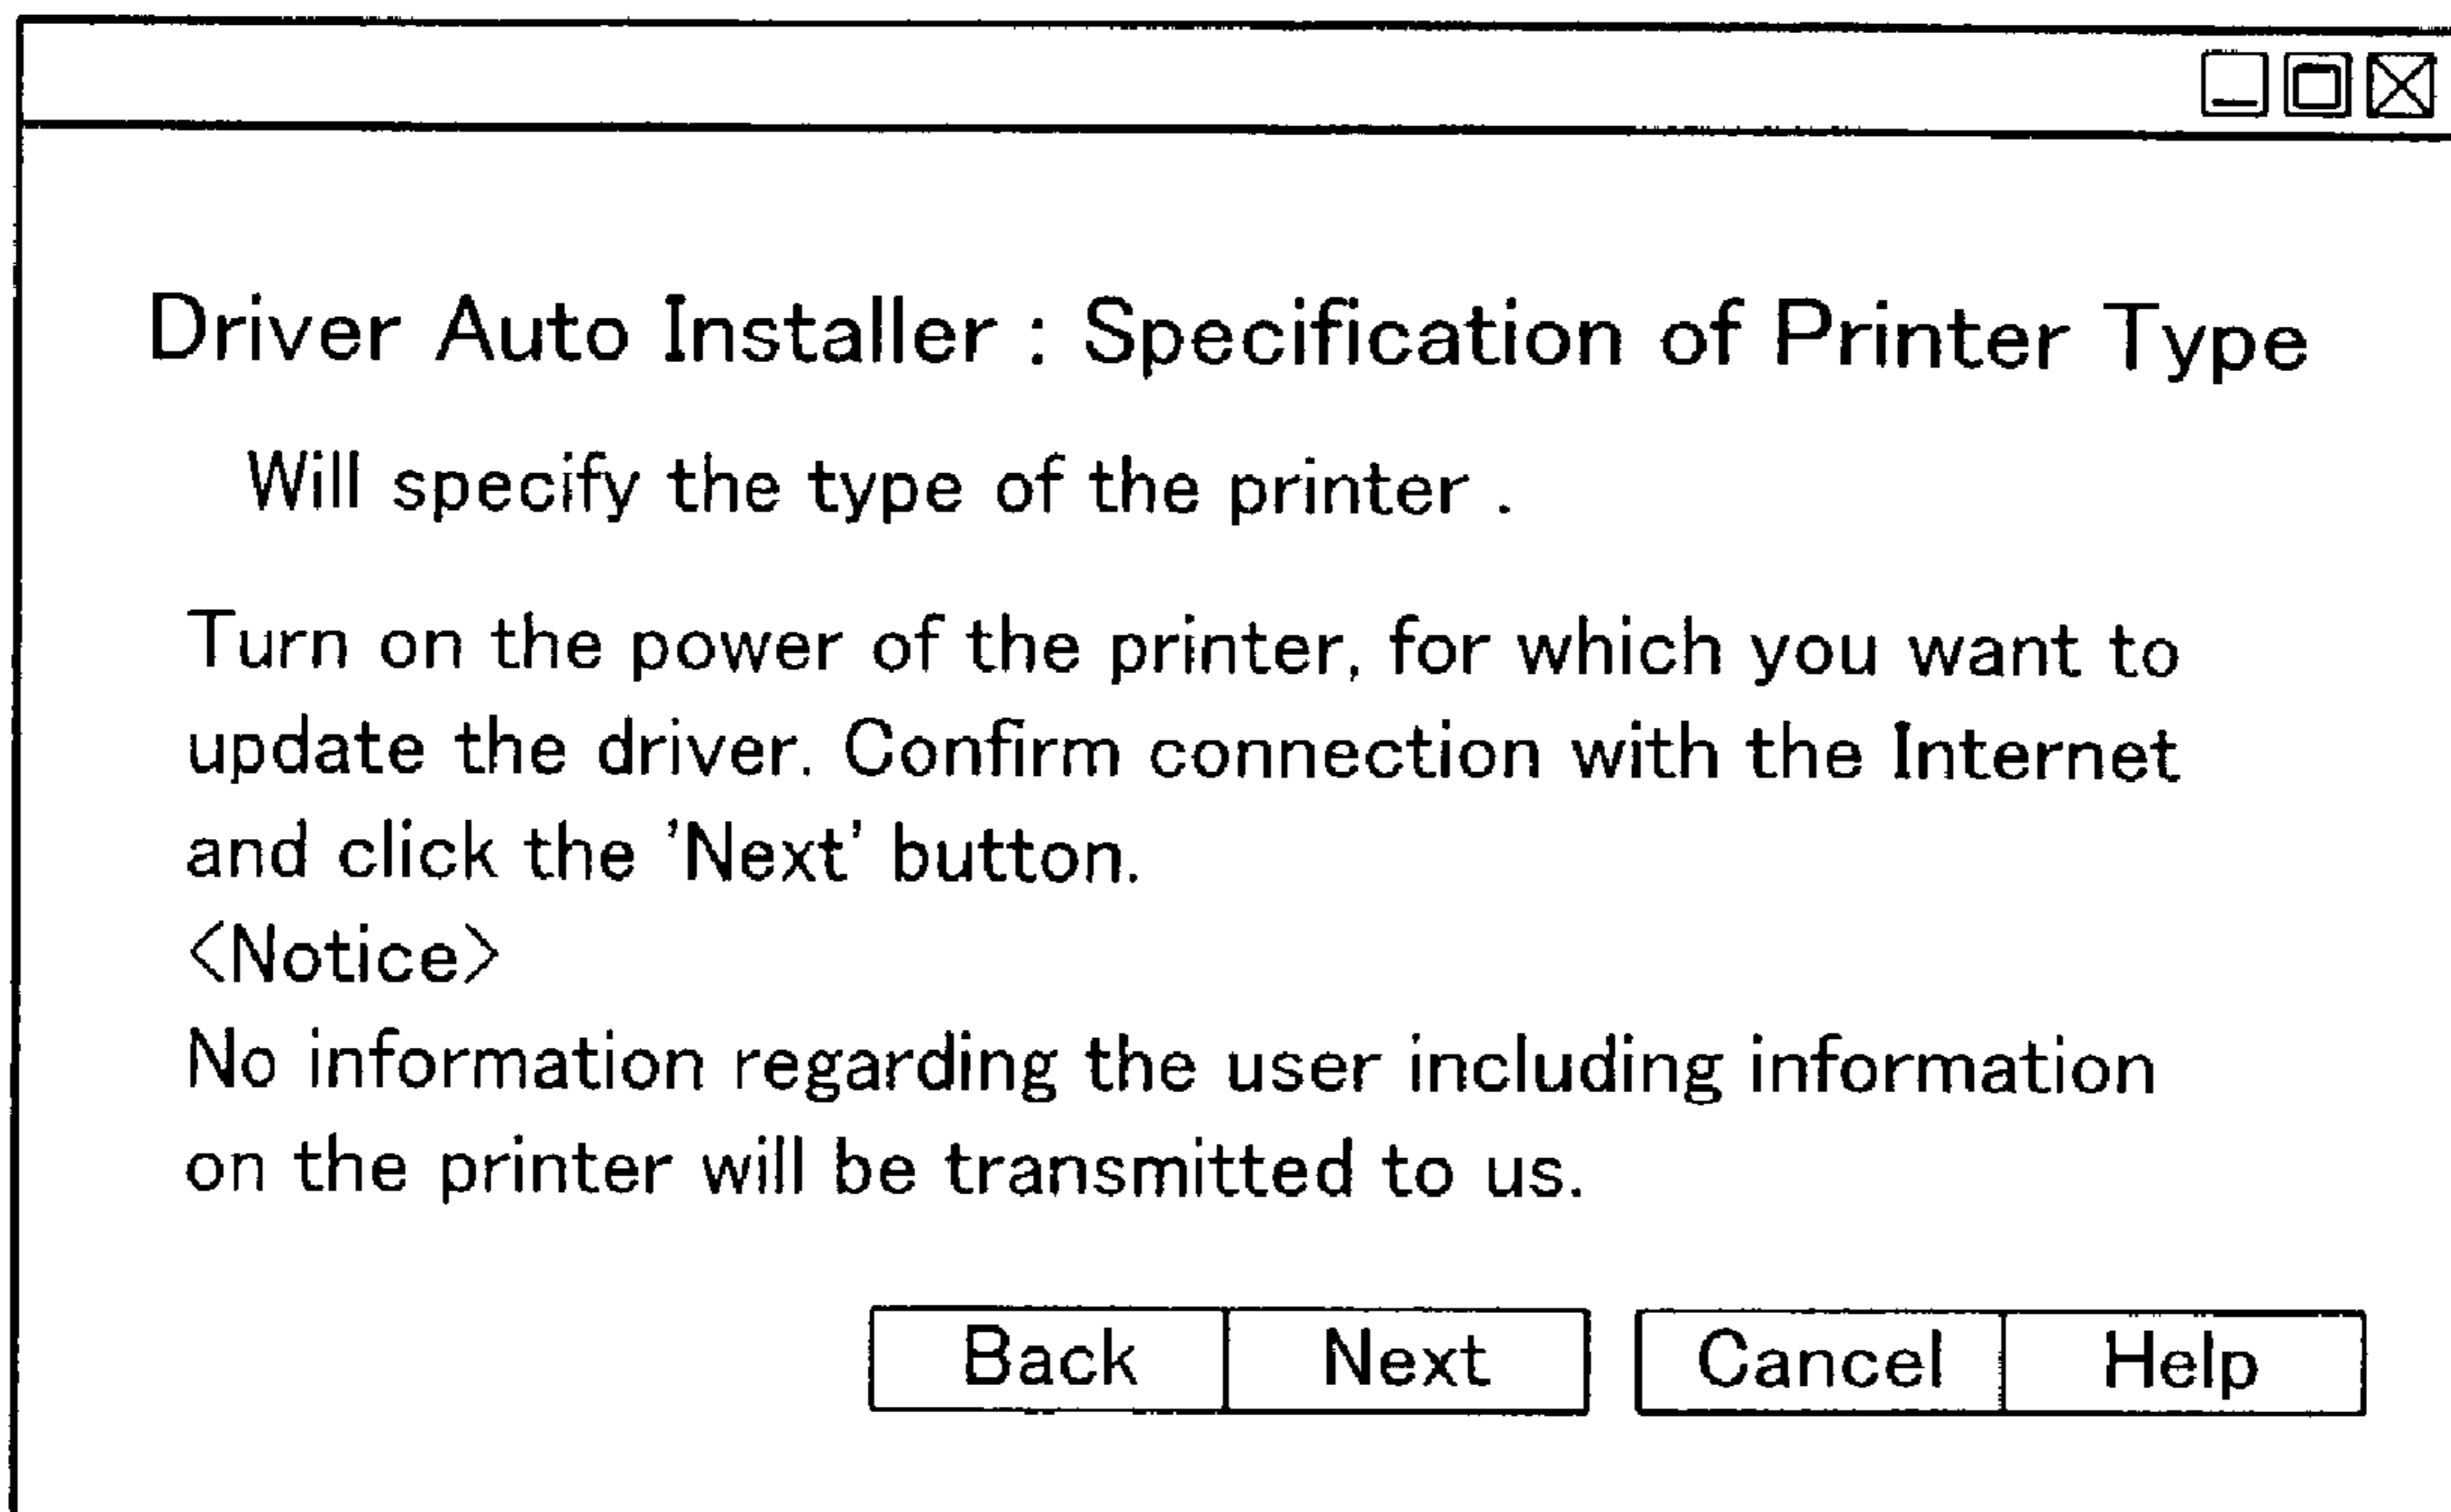 Driver Auto Installer : Specification of Printer Type
Will specify the type of the printer .
Turn on the power of the printer, for which you want to
update the driver. Confirm connection with the Internet
and click the 'Next' button.
<Notice>
No information regarding the user including information
on the printer will be transmitted to us.
Back Next Cancel Help